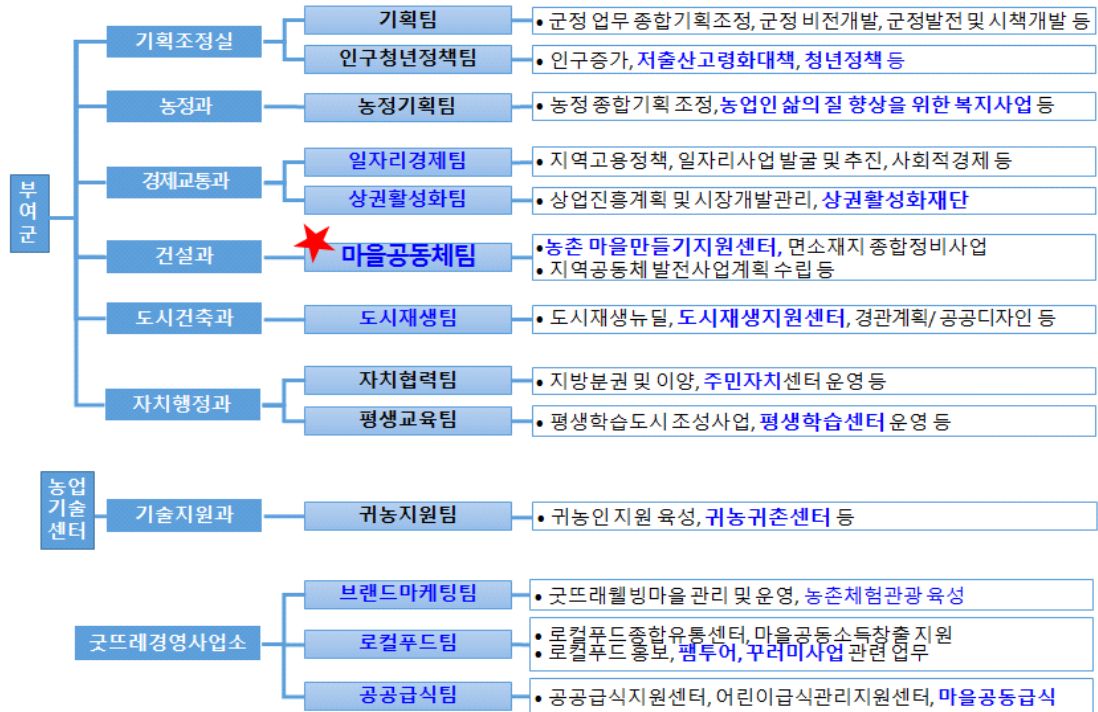 부
여
군
기획조정실
기획팀
• 군정 업무 종합기획조정, 군정 비전개발, 군정발전 및 시책개발 등
인구청년정책팀
• 인구증가, 저출산고령화대책, 청년정책 등
농정과
농정기획팀
• 농정 종합기획 조정, 농업인 삶의 질 향상을 위한 복지사업 등
경제교통과
일자리경제팀
• 지역고용정책, 일자리사업 발굴 및 추진, 사회적경제 등
상권활성화팀
• 상업진흥계획 및 시장개발관리, 상권활성화재단
건설과
마을공동체팀
•농촌 마을만들기지원센터, 면소재지 종합정비사업
• 지역공동체 발전사업계획 수립 등
도시건축과
도시재생팀
• 도시재생뉴딜, 도시재생지원센터, 경관계획/ 공공디자인 등
자치행정과
자치협력팀
• 지방분권 및 이양, 주민자치센터 운영 등
평생교육팀
• 평생학습도시 조성사업, 평생학습센터 운영 등
농업
기술
센터
기술지원과
귀농지원팀
• 귀농인 지원 육성, 귀농귀촌센터 등
굿뜨레경영사업소
브랜드마케팅팀
• 굿뜨래웰빙마을 관리 및 운영, 농촌체험관광 육성
로컬푸드팀
• 로컬푸드종합유통센터, 마을공동소득창출 지원
• 로컬푸드 홍보, 팸투어, 꾸러미사업 관련 업무
공공급식팀
• 공공급식지원센터, 어린이급식관리지원센터, 마을공동급식